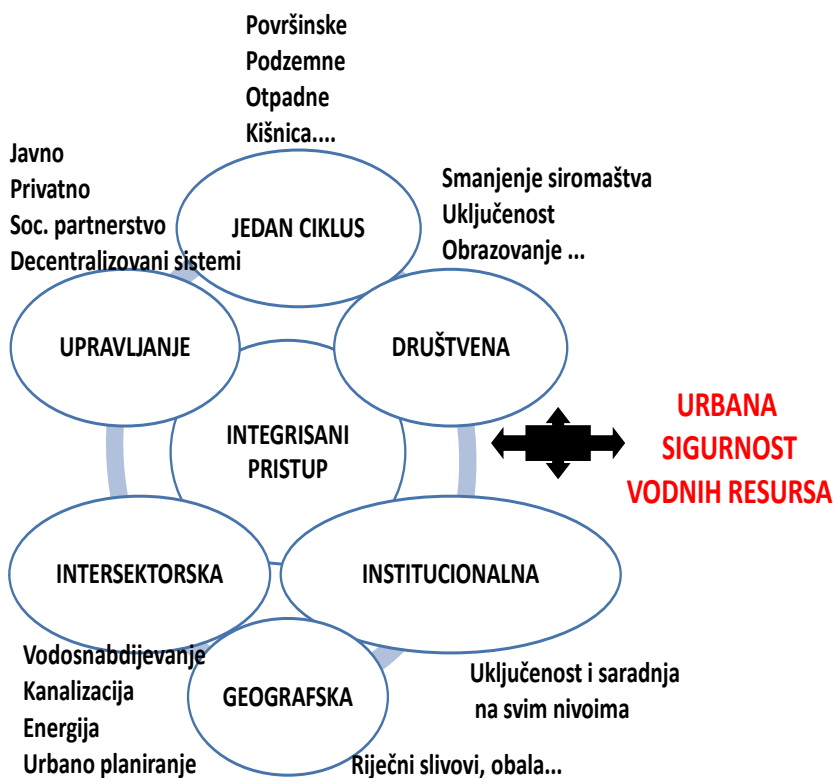 Površinske
Podzemne
Otpadne
Kišnica....
Javno
Privatno
Soc. partnerstvo
Decentralizovani sistemi
Smanjenje siromaštva
Uključenost
Obrazovanje ...
JEDAN CIKLUS
UPRAVLJANJE
DRUŠTVENA
INTEGRISANI
PRISTUP
URBANA
SIGURNOST
VODNIH RESURSA
INTERSEKTORSKA
INSTITUCIONALNA
Vodosnabdijevanje
Kanalizacija
Energija
Urbano planiranje
GEOGRAFSKA
Uključenost i saradnja
na svim nivoima
Riječni slivovi, obala...